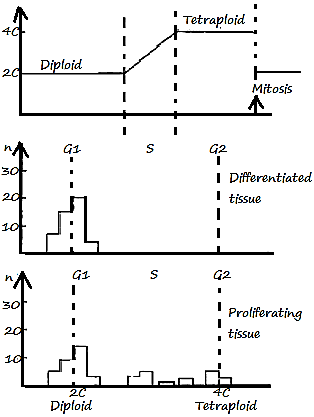 4C
Tetraploid
Diploid
2C
Mitosis
n
G1 S G2
30
Differentiated
tissue
20
10
n
G1 S G2
30
Proliferating
tissue
20
10
2C 4C
Diploid Tetraploid